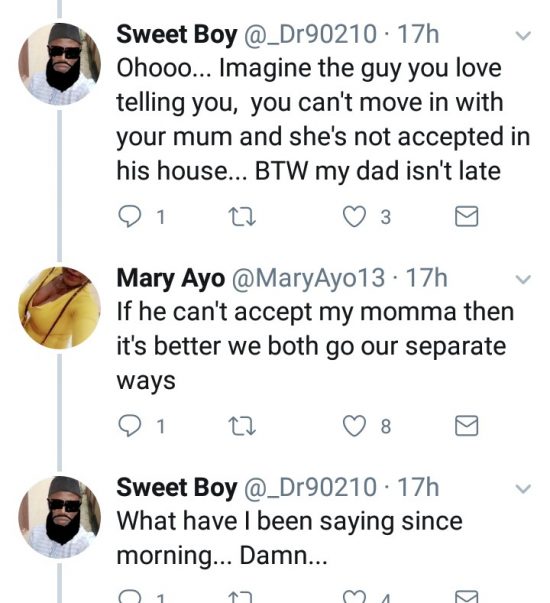 Sweet Boy @_Dr90210 · 17h
Ohooo... Imagine the guy you love
telling you, you can't move in with
your mum and she's not accepted in
his house... BTW my dad isn't late
1 3
Mary Ayo @MaryAyo13 · 17h
If he can't accept my momma then
it's better we both go our separate
ways
1 8
Sweet Boy @_Dr90210 · 17h
What have I been saying since
morning... Damn...
1 4